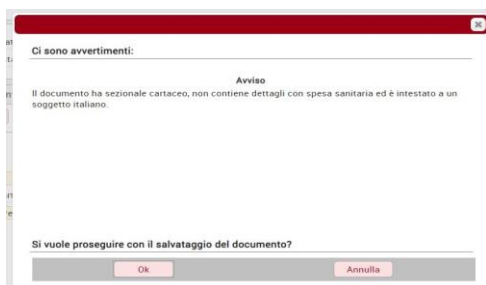 Ci sono avvertimenti:
Avviso
Il documento ha sezionale cartaceo, non contiene dettagli con spesa sanitaria ed è intestato a un
soggetto italiano.
Si vuole proseguire con il salvataggio del documento?
Ok
Annulla